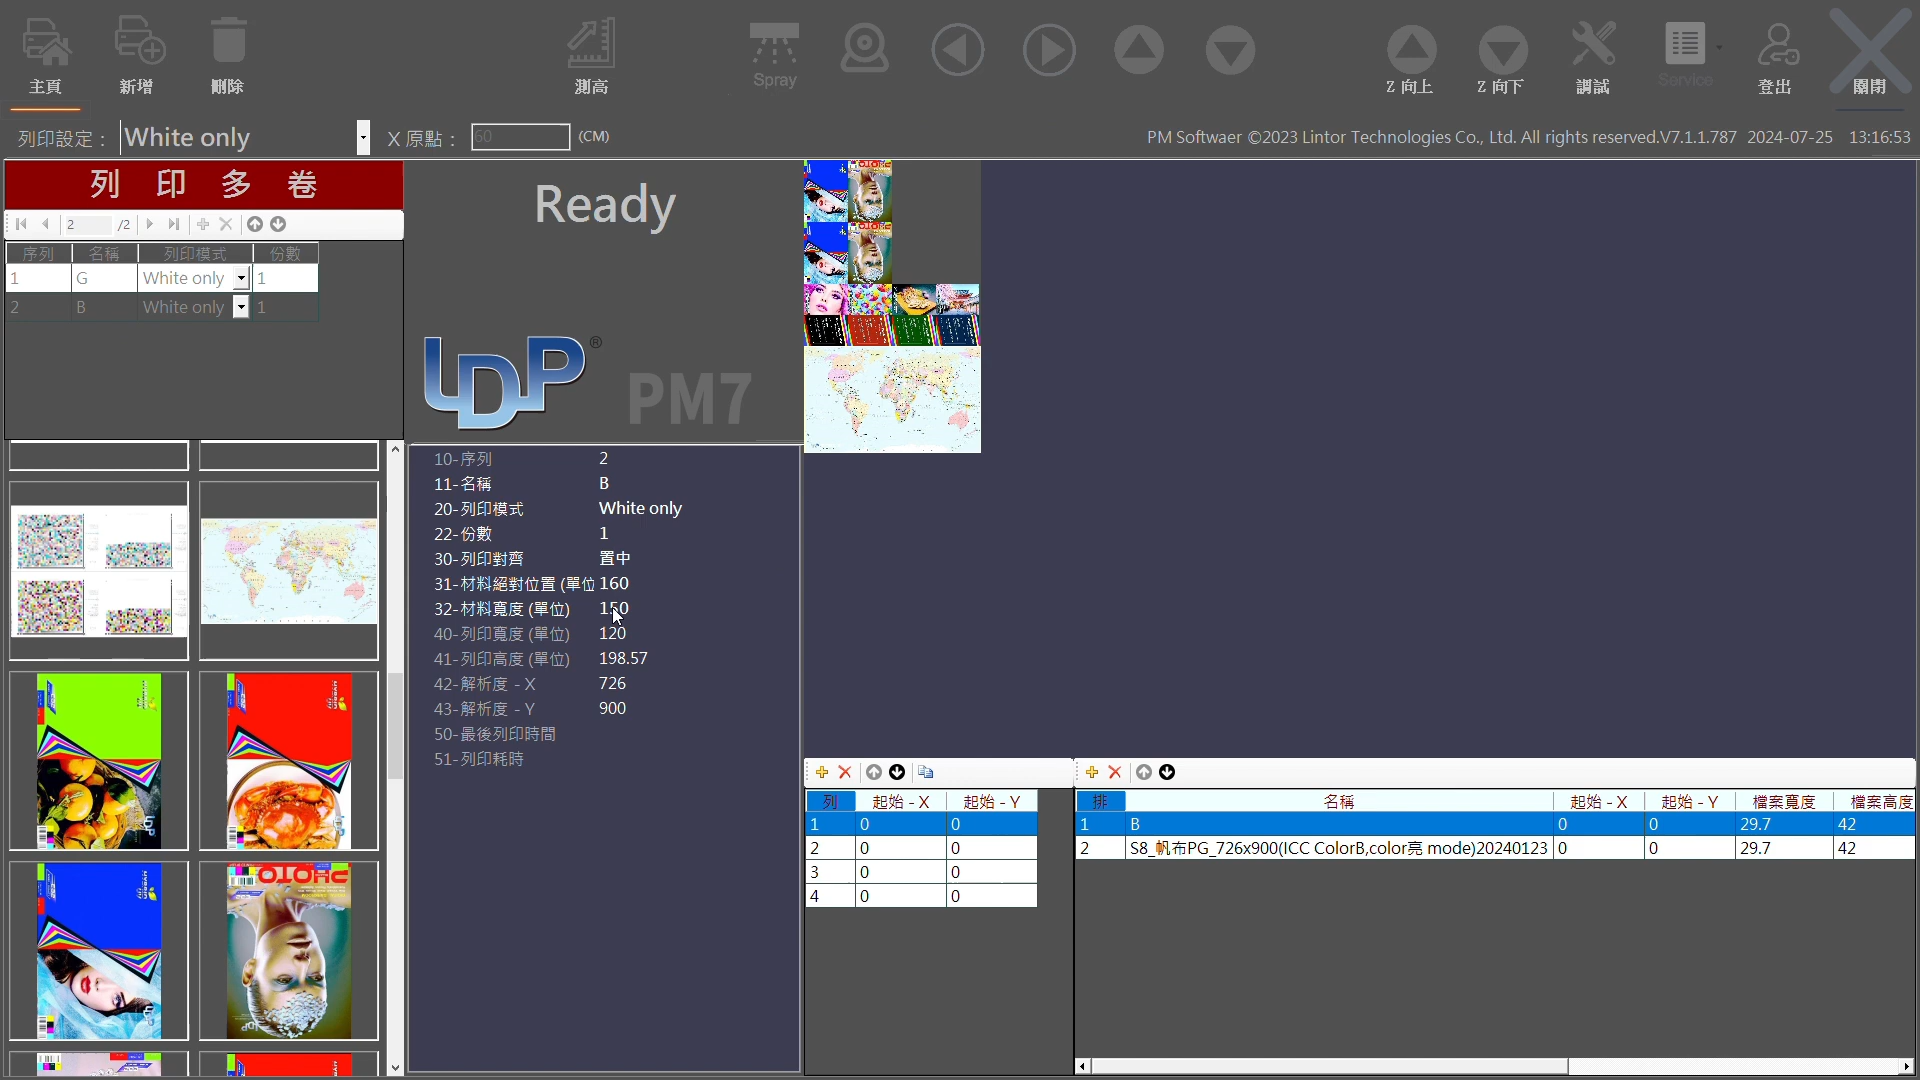 主頁
新增
刪除
測高
Spray
Z 向上
Z 向下
調試
Service
登出
關閉
列印設定： White only
X 原點： 60 (CM)
PM Softwaer ©2023 Lintor Technologies Co., Ltd. All rights reserved.V7.1.1.787 2024-07-25 13:16:53
列 印 多 卷
2 /2
序列 名稱 列印模式 份數
1 G White only 1
2 B White only 1
Ready
LDP®
PM7
10-序列 2
11-名稱 B
20-列印模式 White only
22-份數 1
30-列印對齊 置中
31-材料絕對位置 (單位 160
32-材料寬度 (單位) 150
40-列印寬度 (單位) 120
41-列印高度 (單位) 198.57
42-解析度 - X 726
43-解析度 - Y 900
50-最後列印時間
51-列印耗時
列 起始 - X 起始 - Y
1 0 0
2 0 0
3 0 0
4 0 0
排 名稱 起始 - X 起始 - Y 檔案寬度 檔案高度
1 B 0 0 29.7 42
2 S8_帆布PG_726x900(ICC ColorB,color亮 mode)20240123 0 0 29.7 42
PHOTO